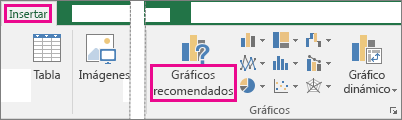 Insertar
Tabla
Imágenes
Gráficos
recomendados
Gráfico
dinámico
Gráficos